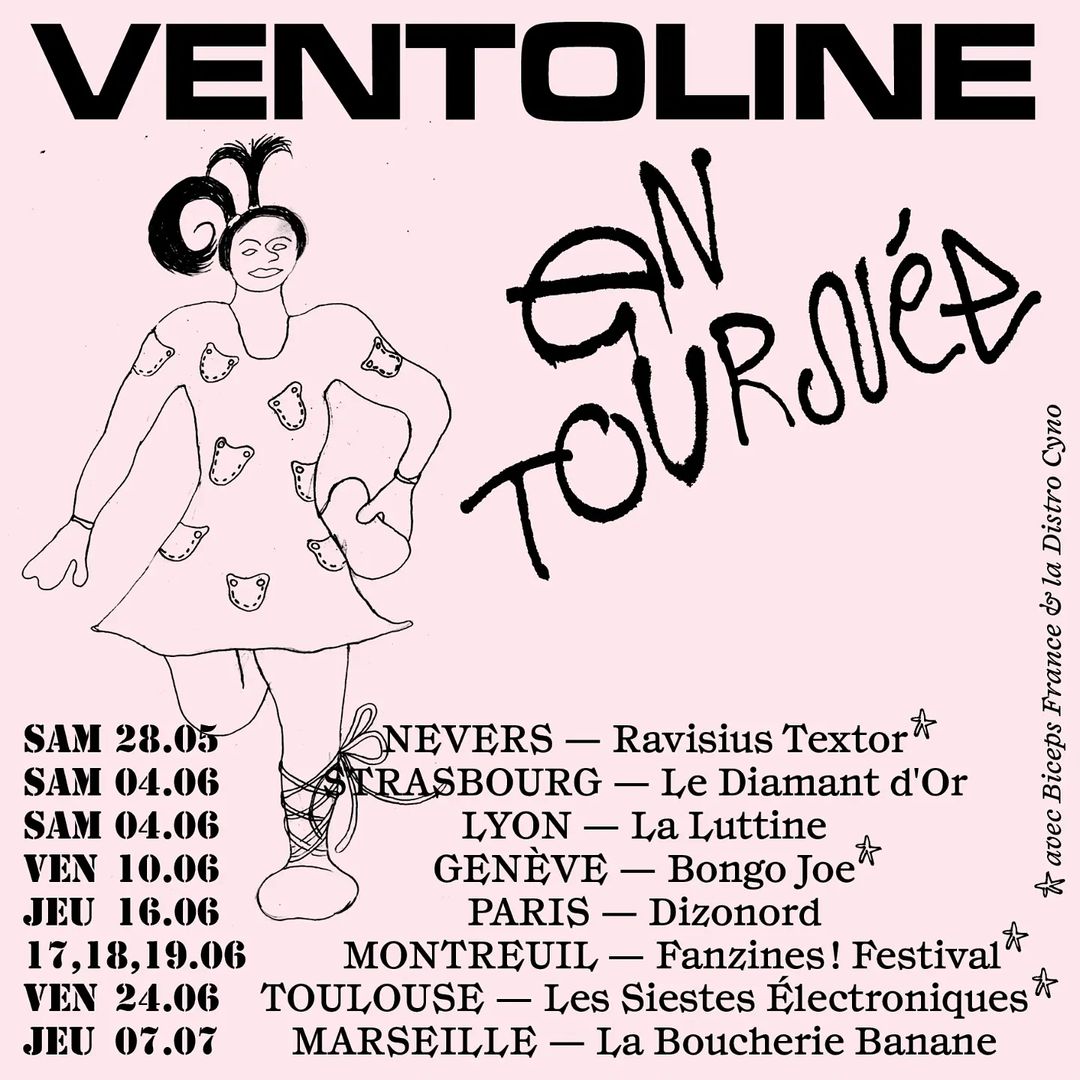 VENTOLINE
EN
TOURNÉE
SAM 28.05 NEVERS — Ravisius Textor*
SAM 04.06 STRASBOURG — Le Diamant d'Or
SAM 04.06 LYON — La Luttine
VEN 10.06 GENÈVE — Bongo Joe*
JEU 16.06 PARIS — Dizonord
17,18,19.06 MONTREUIL — Fanzines! Festival*
VEN 24.06 TOULOUSE — Les Siestes Électroniques*
JEU 07.07 MARSEILLE — La Boucherie Banane
* avec Biceps France & la Distro Cyno